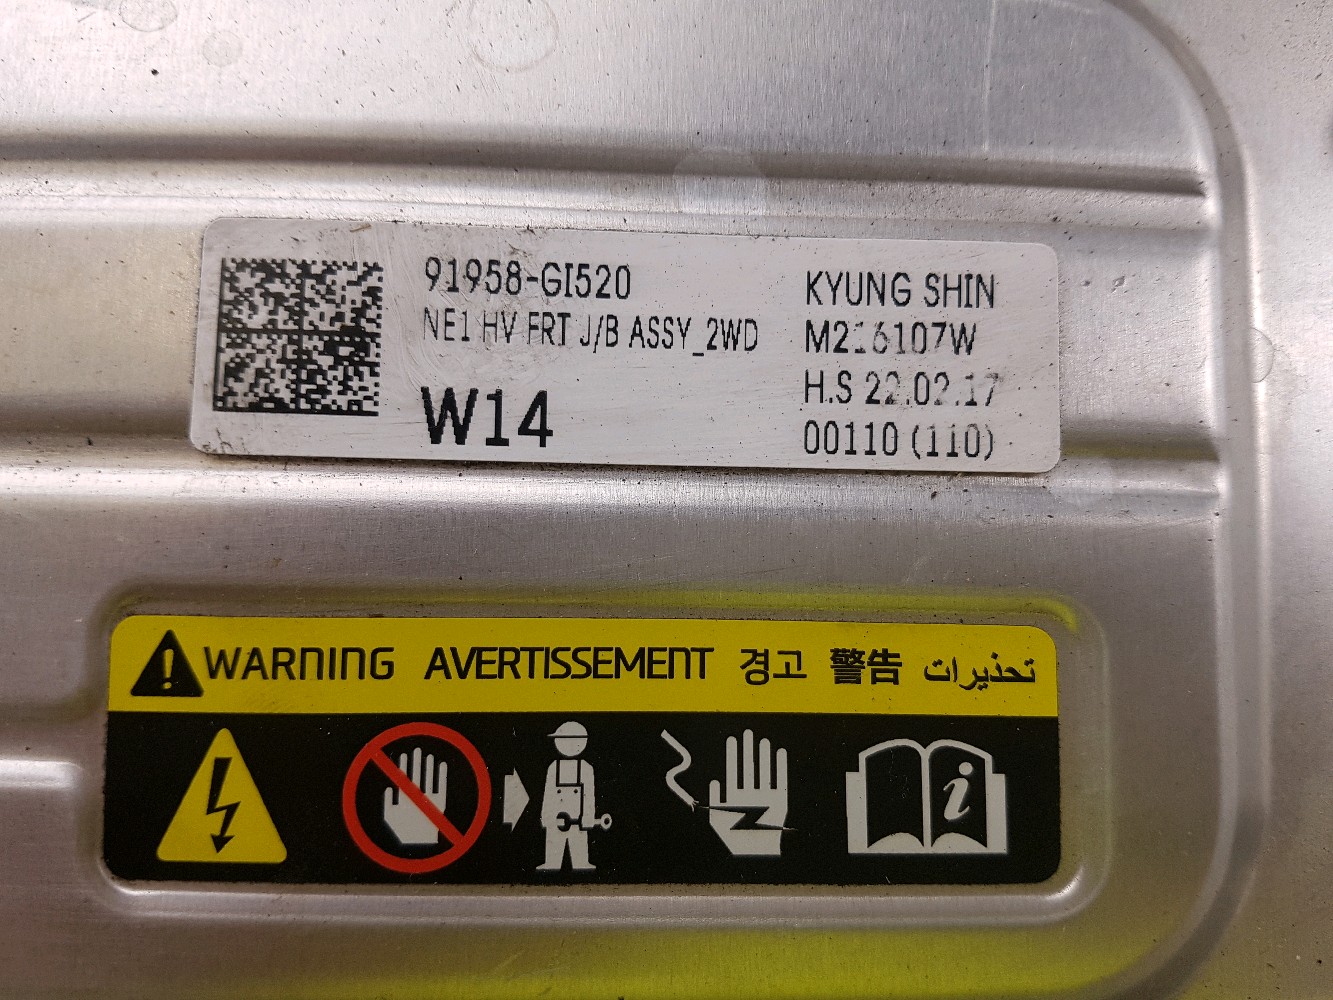 91958-GI520
NE1 HV FRT J/B ASSY_2WD
W14
KYUNG SHIN
M216107W
H.S 22.02.17
00110 (110)
WARNING AVERTISSEMENT 경고 警告 تحذيرات